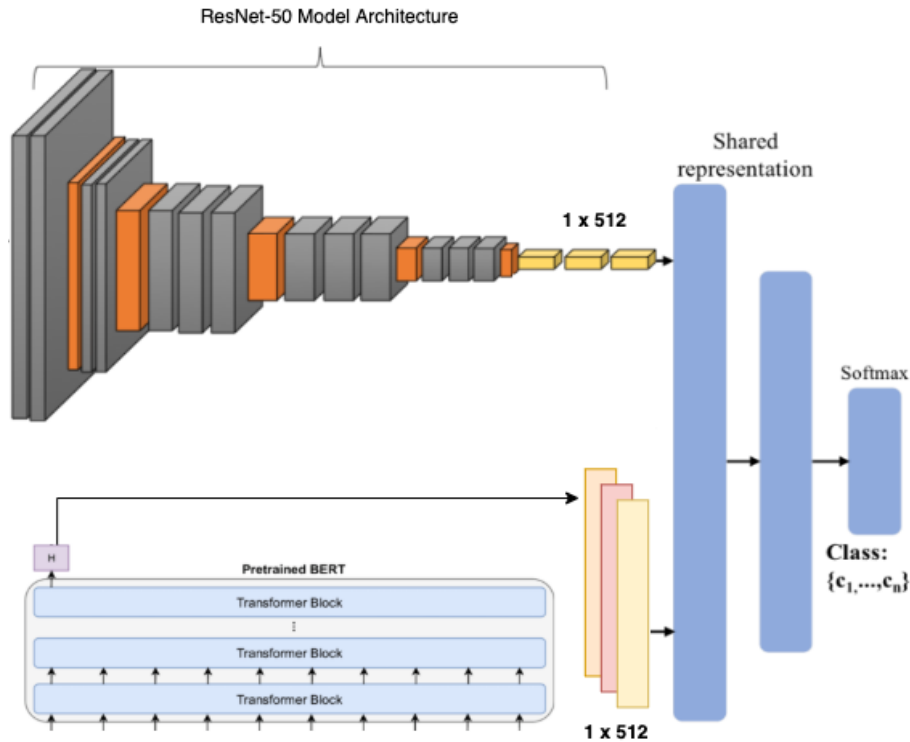 ResNet-50 Model Architecture
Shared
representation
1 x 512
Softmax
H
Pretrained BERT
Transformer Block
...
Transformer Block
Transformer Block
Class:
{c1,...,cn}
1 x 512